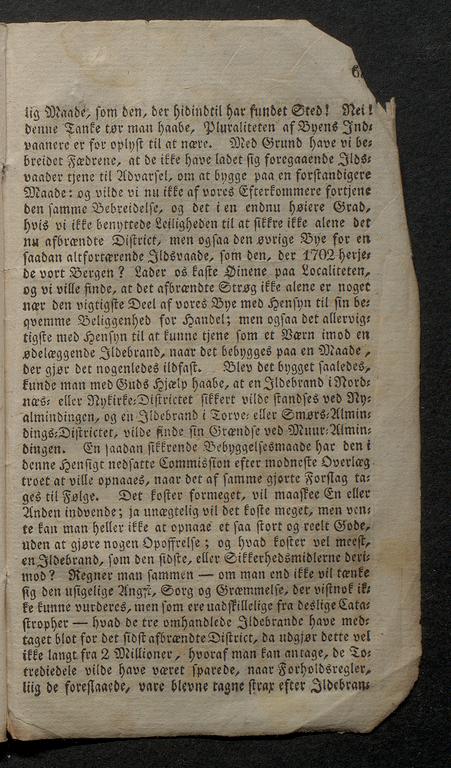 6
lig Maade, som den, der hidindtil har fundet Sted! Nei!
denne Tanke tør man haabe, Pluraliteten af Byens Ind-
vaanere er for oplyst til at nære. Med Grund have vi be-
breidet Fædrene, at de ikke have ladet sig foregaaende Ilds-
vaader tjene til Advarsel, om at bygge paa en forstandigere
Maade: og vilde vi nu ikke af vores Efterkommere fortjene
den samme Bebreidelse, og det i en endnu høiere Grad,
hvis vi ikke benyttede Leiligheden til at sikkre ikke alene det
nu afbrændte District, men ogsaa den øvrige Bye for en
saadan altfortærende Ildsvaade, som den, der 1702 herje-
de vort Bergen? Lader os kaste Øinene paa Localiteten,
og vi ville finde, at det afbrændte Strøg ikke alene er noget
nær den vigtigste Deel af vores Bye med Hensyn til sin be-
qvemme Beliggenhed for Handel; men ogsaa det allervig-
tigste med Hensyn til at kunne tjene som et Værn imod en
ødelæggende Ildebrand, naar det bebygges paa en Maade,
der gjør det nogenledes ildfast. Blev det bygget saaledes,
kunde man med Guds Hjælp haabe, at en Ildebrand i Nord-
næs- eller Nykirke-Districtet sikkert vilde standses ved Ny-
almindingen, og en Ildebrand i Torve- eller Smørs-Almin-
dings-Districtet, vilde finde sin Grændse ved Muur-Almin-
dingen. En saadan sikkrende Bebyggelsesmaade har den i
denne Hensigt nedsatte Commission efter modneste Overlæg
troet at ville opnaaes, naar det af samme gjorte Forslag ta-
ges til Følge. Det koster formeget, vil maaskee En eller
Anden indvende; ja unægtelig vil det koste meget, men ven-
te kan man heller ikke at opnaae et saa stort og reelt Gode,
uden at gjøre nogen Opoffrelse; og hvad koster vel meest,
en Ildebrand, som den sidste, eller Sikkerhedsmidlerne deri-
mod? Regner man sammen — om man end ikke vil tænke
sig den usigelige Angst, Sorg og Græmmelse, der vistnok ik-
ke kunne vurderes, men som ere uadskillelige fra deslige Cata-
stropher — hvad de tre omhandlede Ildebrande have med-
taget blot for det sidst afbrændte District, da udgjør dette vel
ikke langt fra 2 Millioner, hvoraf man kan antage, de To-
trediedele vilde have været sparede, naar Forholdsregler,
liig de foreslaaede, vare blevne tagne strax efter Ildebran-